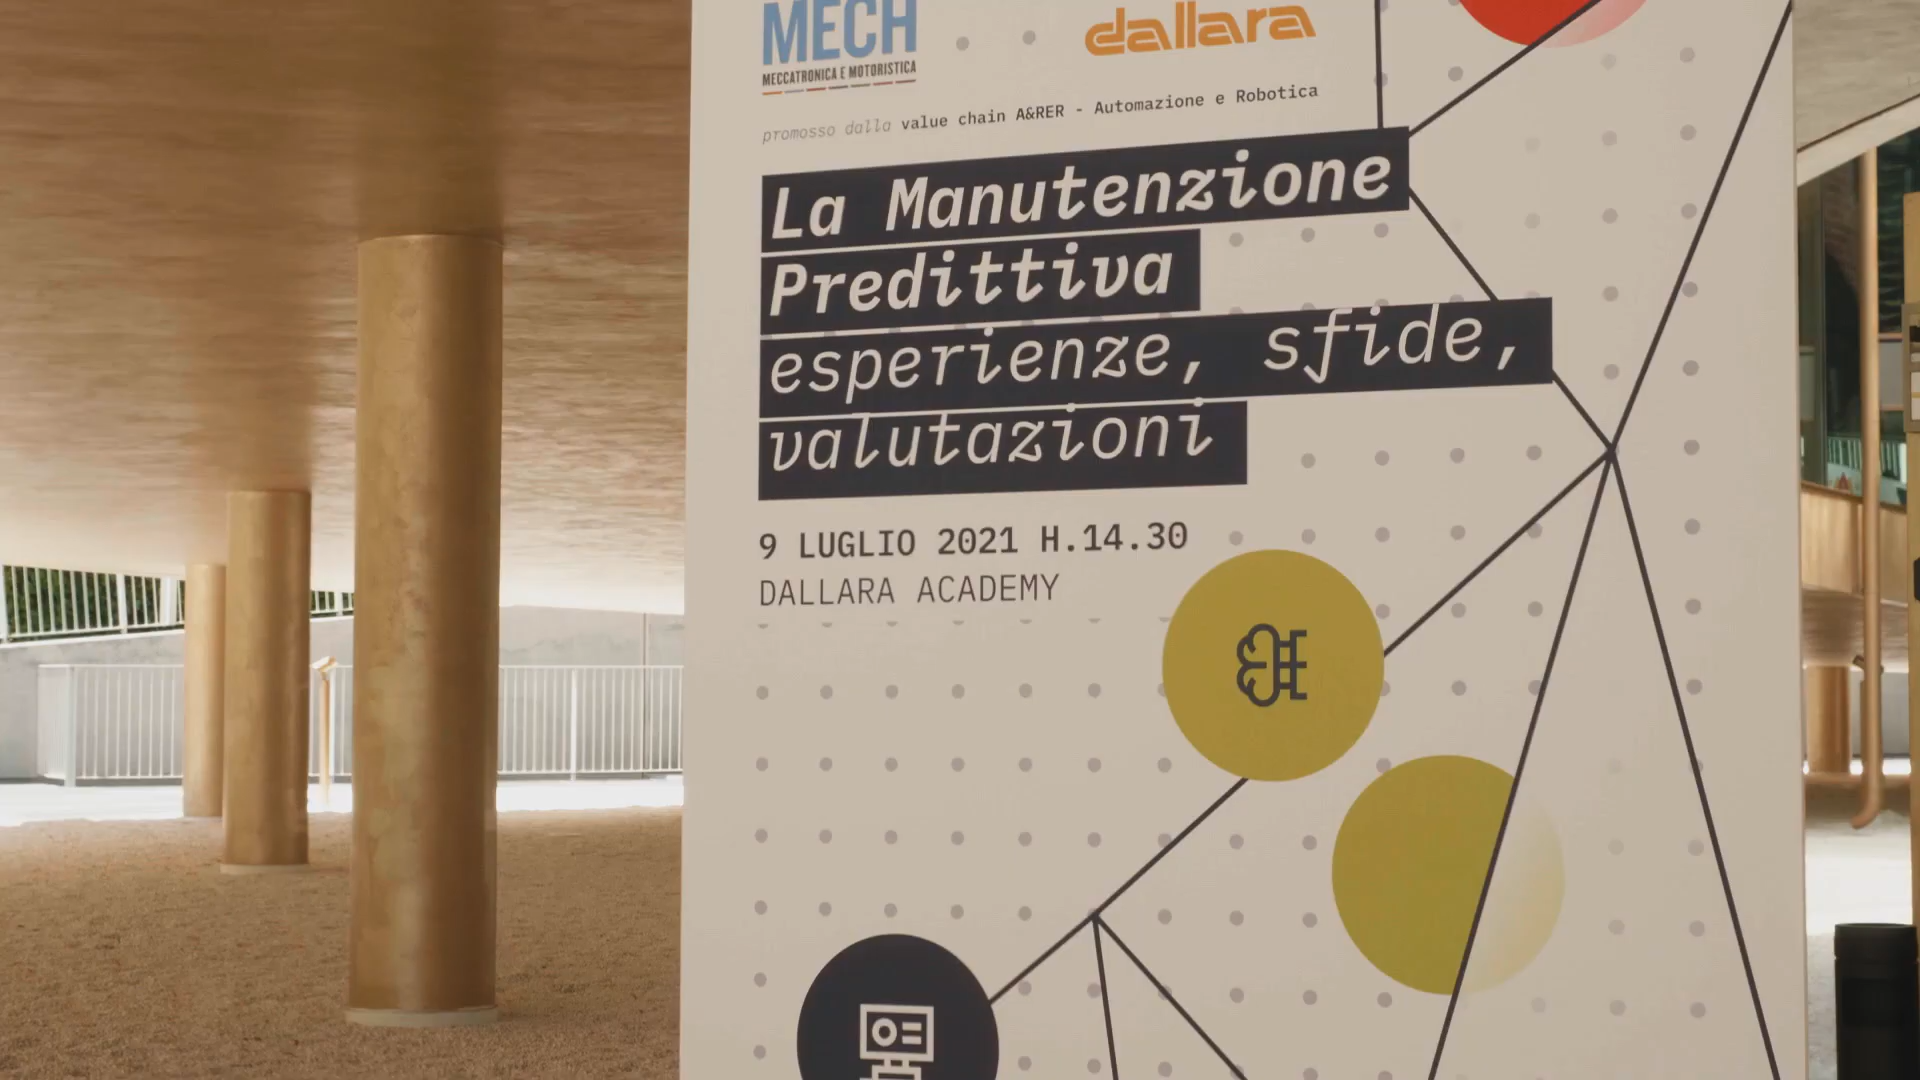 MECH
MECCATRONICA E MOTORISTICA
dallara
promosso dalla value chain A&RER - Automazione e Robotica
La Manutenzione
Predittiva
esperienze, sfide,
valutazioni
9 LUGLIO 2021 H.14.30
DALLARA ACADEMY